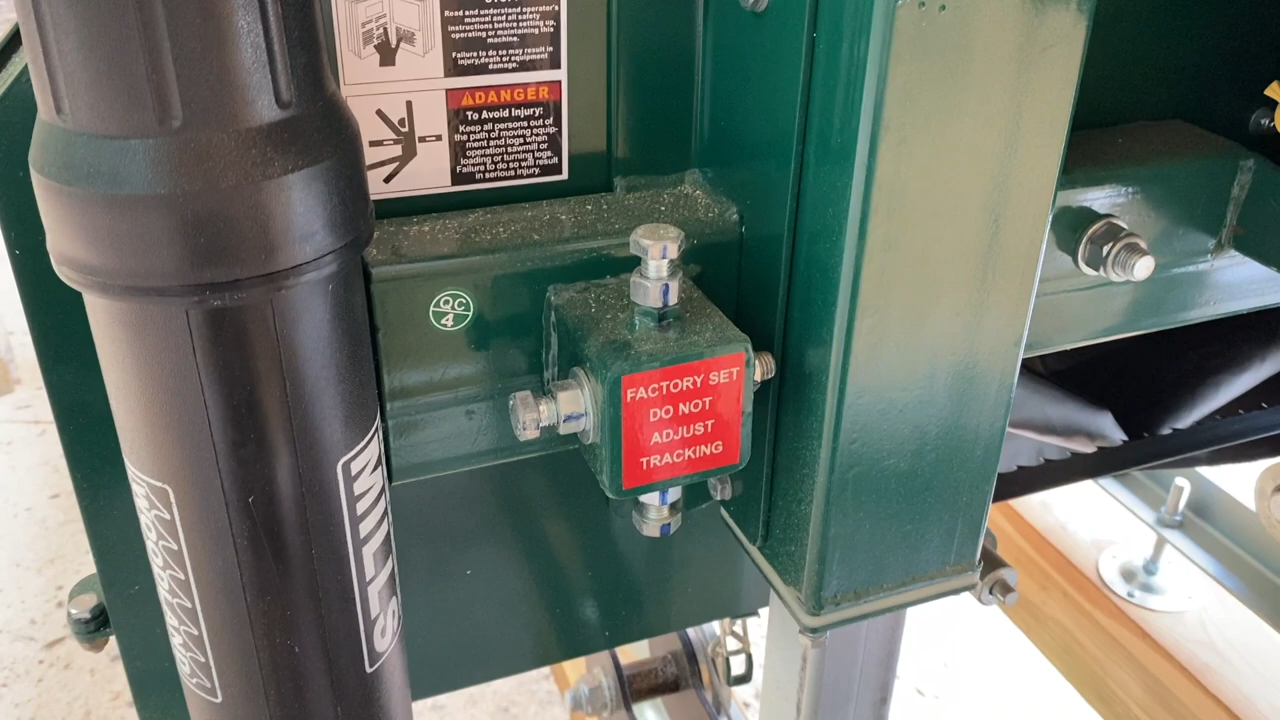 Read and understand operator's
manual and all safety
instructions before setting up,
operating or maintaining this
machine.
Failure to do so may result in
injury,death or equipment
damage.
DANGER
To Avoid Injury:
Keep all persons out of
the path of moving equip-
ment and logs when
operation sawmill or
loading or turning logs.
Failure to do so will result
in serious injury.
QC
4
FACTORY SET
DO NOT
ADJUST
TRACKING
WOODLAND
MILLS